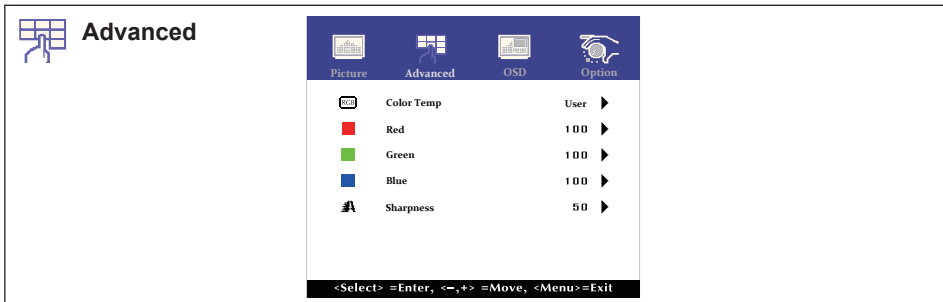 Advanced
Picture Advanced OSD Option
RGB Color Temp User
Red 100
Green 100
Blue 100
A Sharpness 50
<Select> =Enter, <−,+> =Move, <Menu>=Exit